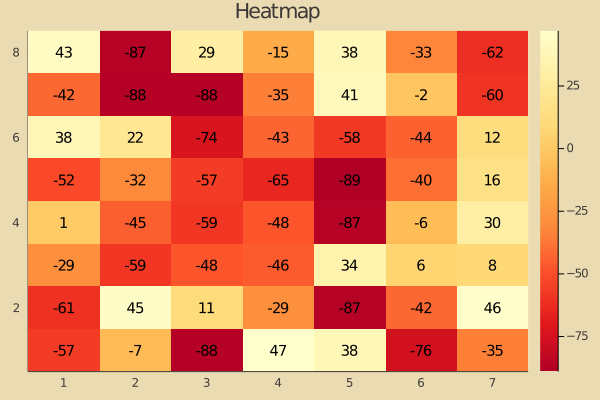 Heatmap
8 43 -87 29 -15 38 -33 -62
-42 -88 -88 -35 41 -2 -60 25
6 38 22 -74 -43 -58 -44 12 0
-52 -32 -57 -65 -89 -40 16
4 1 -45 -59 -48 -87 -6 30 −25
-29 -59 -48 -46 34 6 8 −50
2 -61 45 11 -29 -87 -42 46
-57 -7 -88 47 38 -76 -35 −75
1 2 3 4 5 6 7